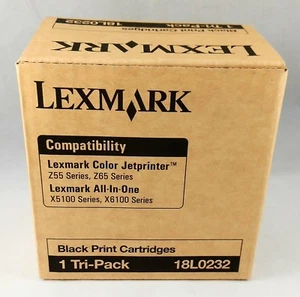 LEXMARK
Black Print Cartridges
1 Tri-Pack 18L0232
LEXMARK
Compatibility
Lexmark Color Jetprinter™
Z55 Series, Z65 Series
Lexmark All-In-One
X5100 Series, X6100 Series
Black Print Cartridges
1 Tri-Pack 18L0232